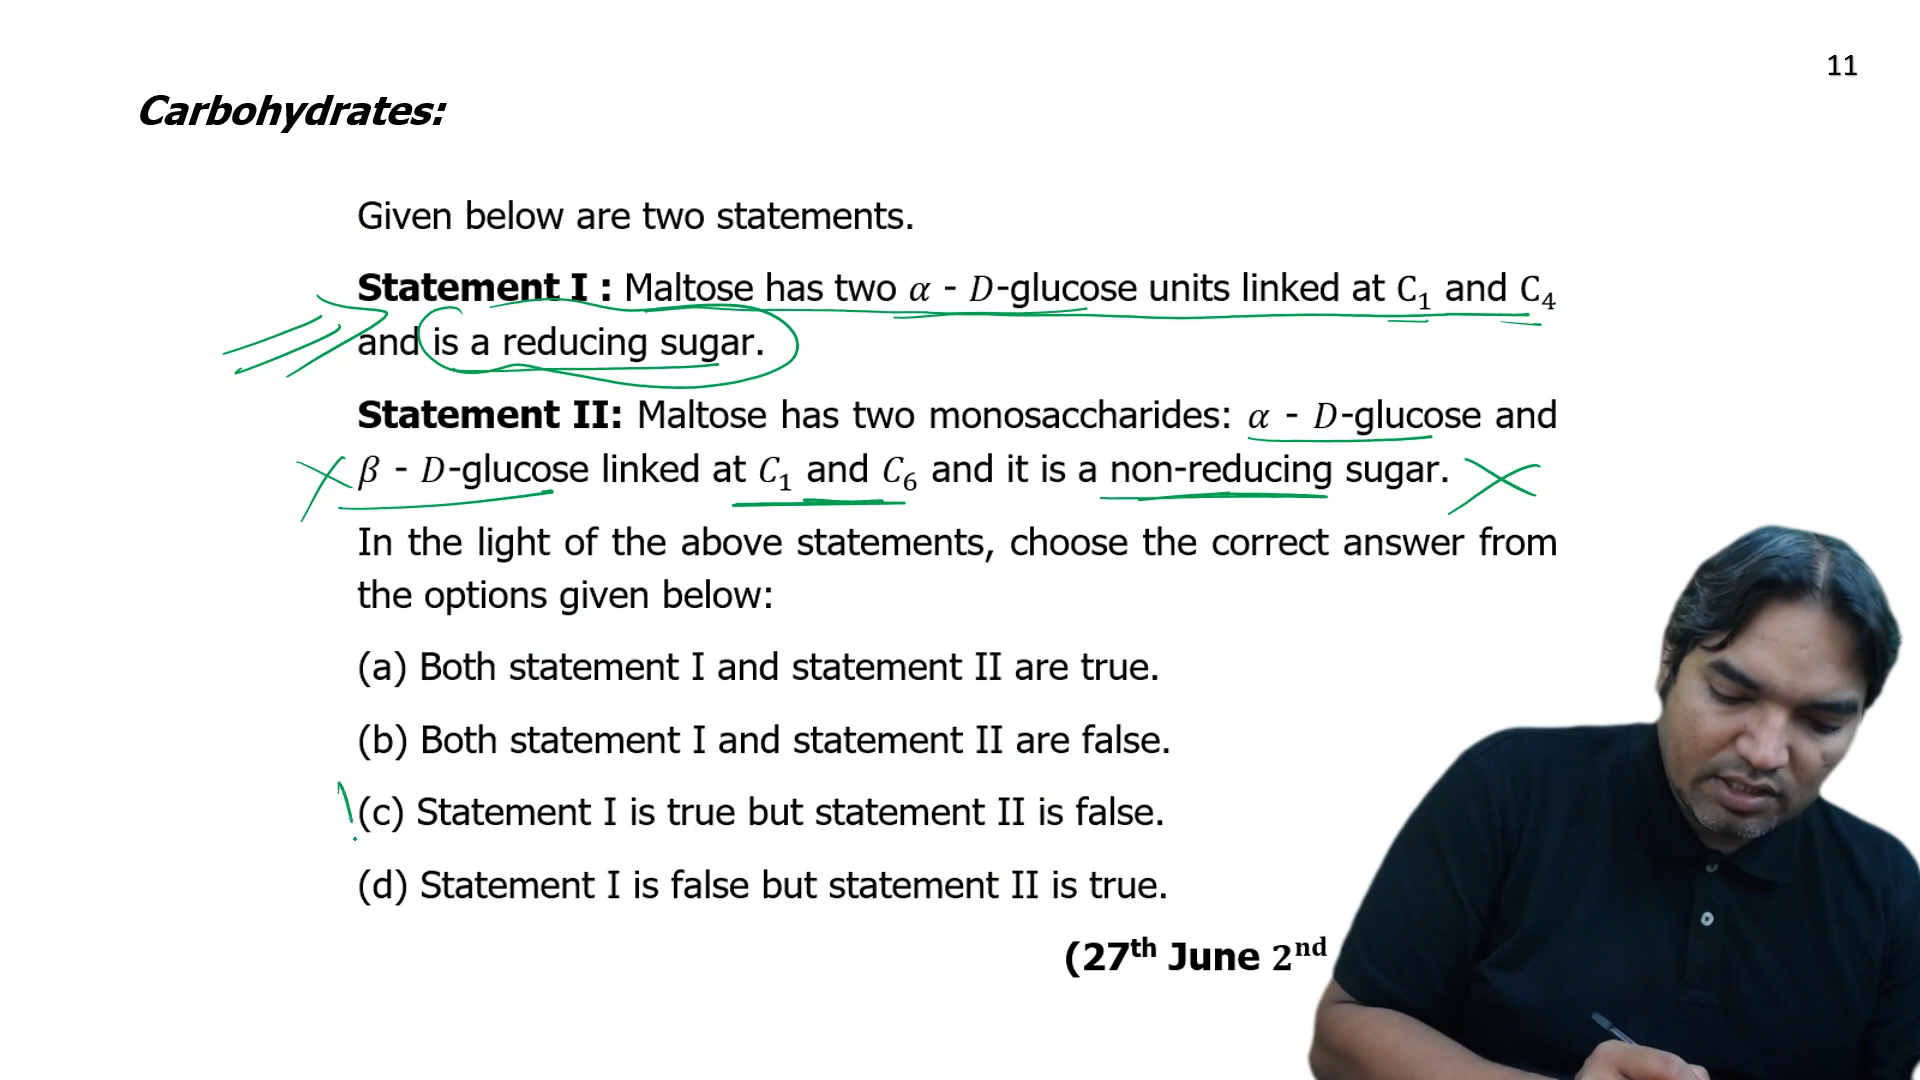 11
Carbohydrates:
Given below are two statements.
Statement I : Maltose has two α - D-glucose units linked at C₁ and C₄
and is a reducing sugar.
Statement II: Maltose has two monosaccharides: α - D-glucose and
β - D-glucose linked at C₁ and C₆ and it is a non-reducing sugar.
In the light of the above statements, choose the correct answer from
the options given below:
(a) Both statement I and statement II are true.
(b) Both statement I and statement II are false.
(c) Statement I is true but statement II is false.
(d) Statement I is false but statement II is true.
(27th June 2nd